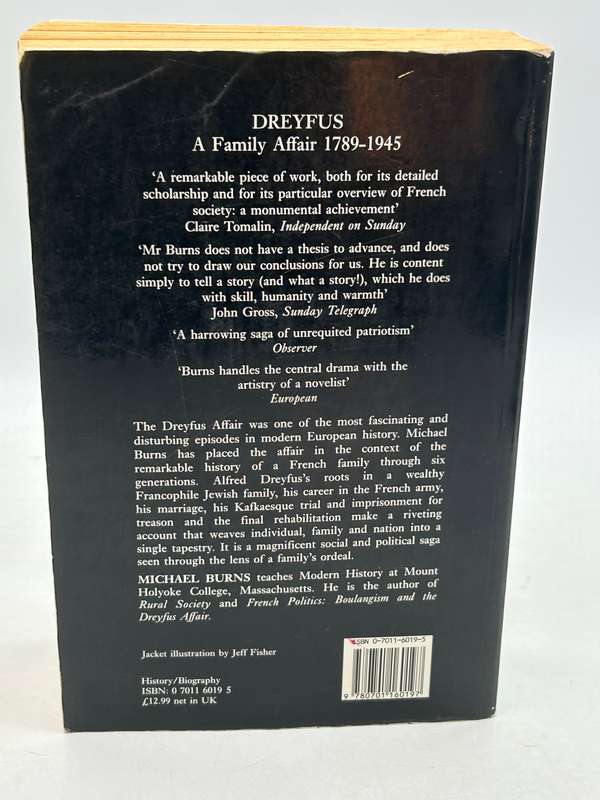 DREYFUS
A Family Affair 1789–1945
‘A remarkable piece of work, both for its detailed
scholarship and for its particular overview of French
society: a monumental achievement’
Claire Tomalin, Independent on Sunday
‘Mr Burns does not have a thesis to advance, and does
not try to draw our conclusions for us. He is content
simply to tell a story (and what a story!), which he does
with skill, humanity and warmth’
John Gross, Sunday Telegraph
‘A harrowing saga of unrequited patriotism’
Observer
‘Burns handles the central drama with the
artistry of a novelist’
European
The Dreyfus Affair was one of the most fascinating and
disturbing episodes in modern European history. Michael
Burns has placed the affair in the context of the
remarkable history of a French family through six
generations. Alfred Dreyfus’s roots in a wealthy
Francophile Jewish family, his career in the French army,
his marriage, his Kafkaesque trial and imprisonment for
treason and the final rehabilitation make a riveting
account that weaves individual, family and nation into a
single tapestry. It is a magnificent social and political saga
seen through the lens of a family’s ordeal.
MICHAEL BURNS teaches Modern History at Mount
Holyoke College, Massachusetts. He is the author of
Rural Society and French Politics: Boulangism and the
Dreyfus Affair.
Jacket illustration by Jeff Fisher
ISBN 0-7011-6019-5
History/Biography
ISBN: 0 7011 6019 5
£12.99 net in UK
9 780701 160197